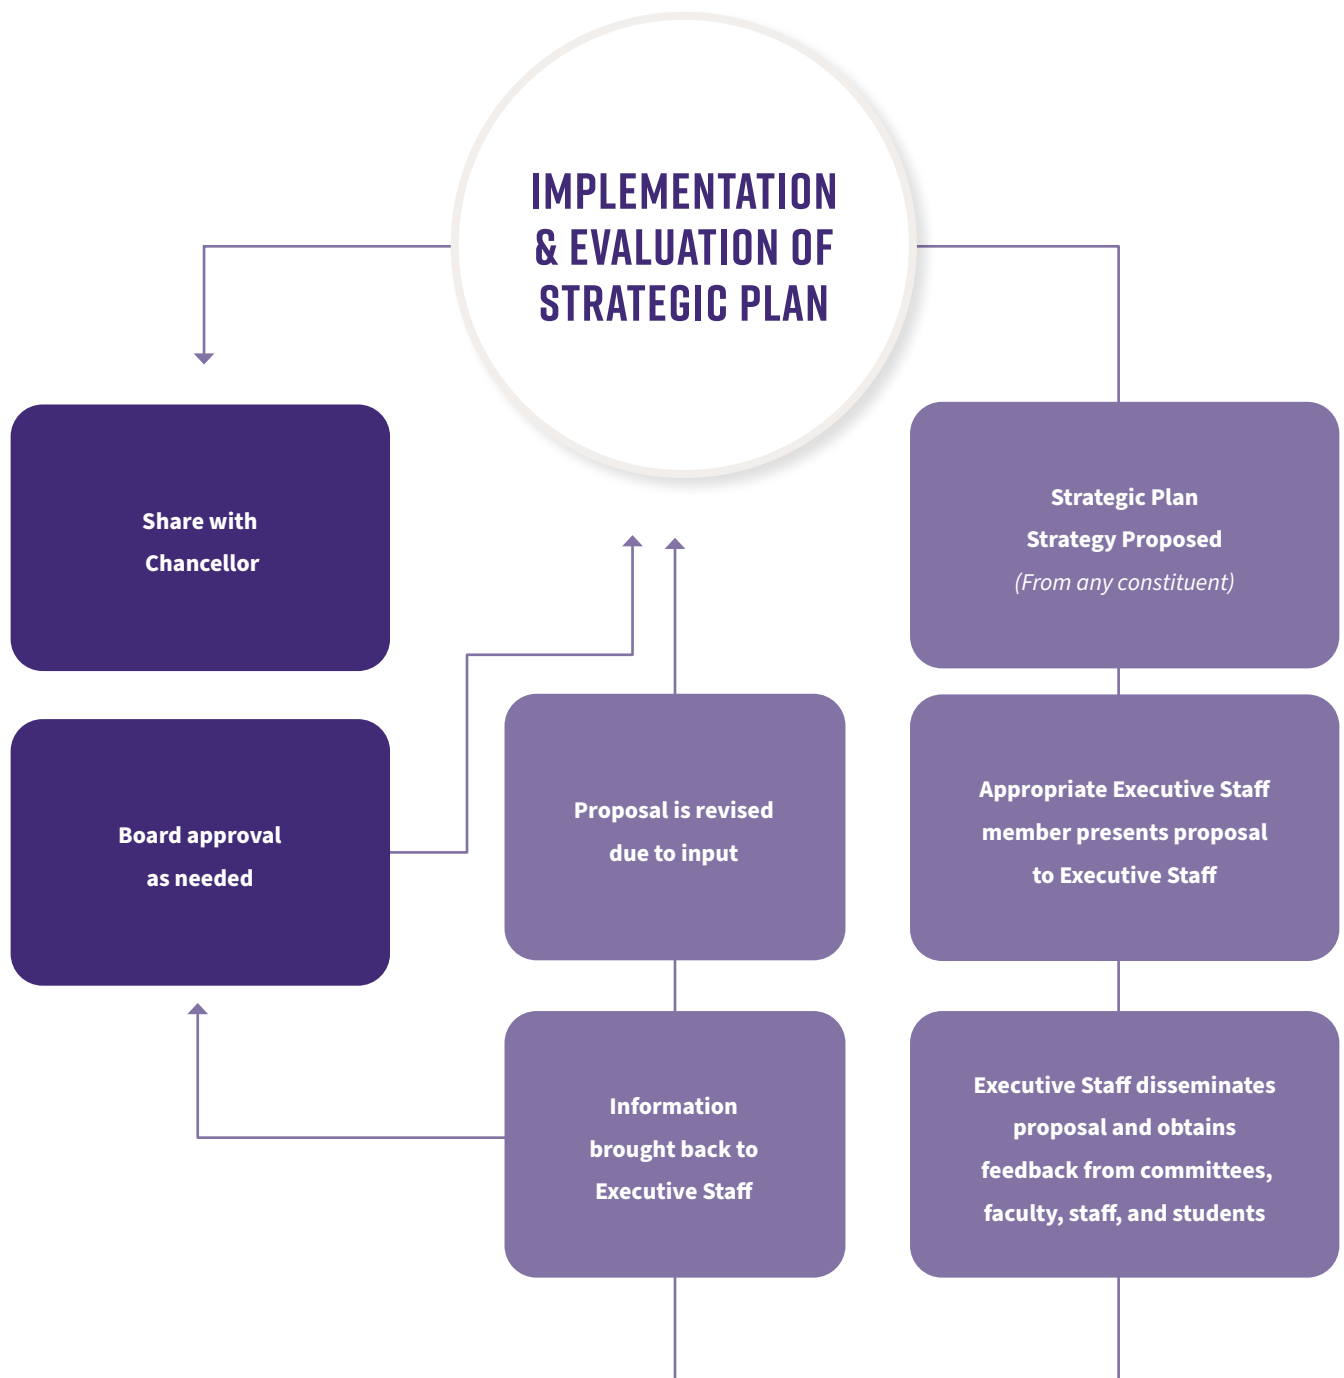 IMPLEMENTATION
& EVALUATION OF
STRATEGIC PLAN
Share with
Chancellor
Strategic Plan
Strategy Proposed
(From any constituent)
Board approval
as needed
Proposal is revised
due to input
Appropriate Executive Staff
member presents proposal
to Executive Staff
Information
brought back to
Executive Staff
Executive Staff disseminates
proposal and obtains
feedback from committees,
faculty, staff, and students